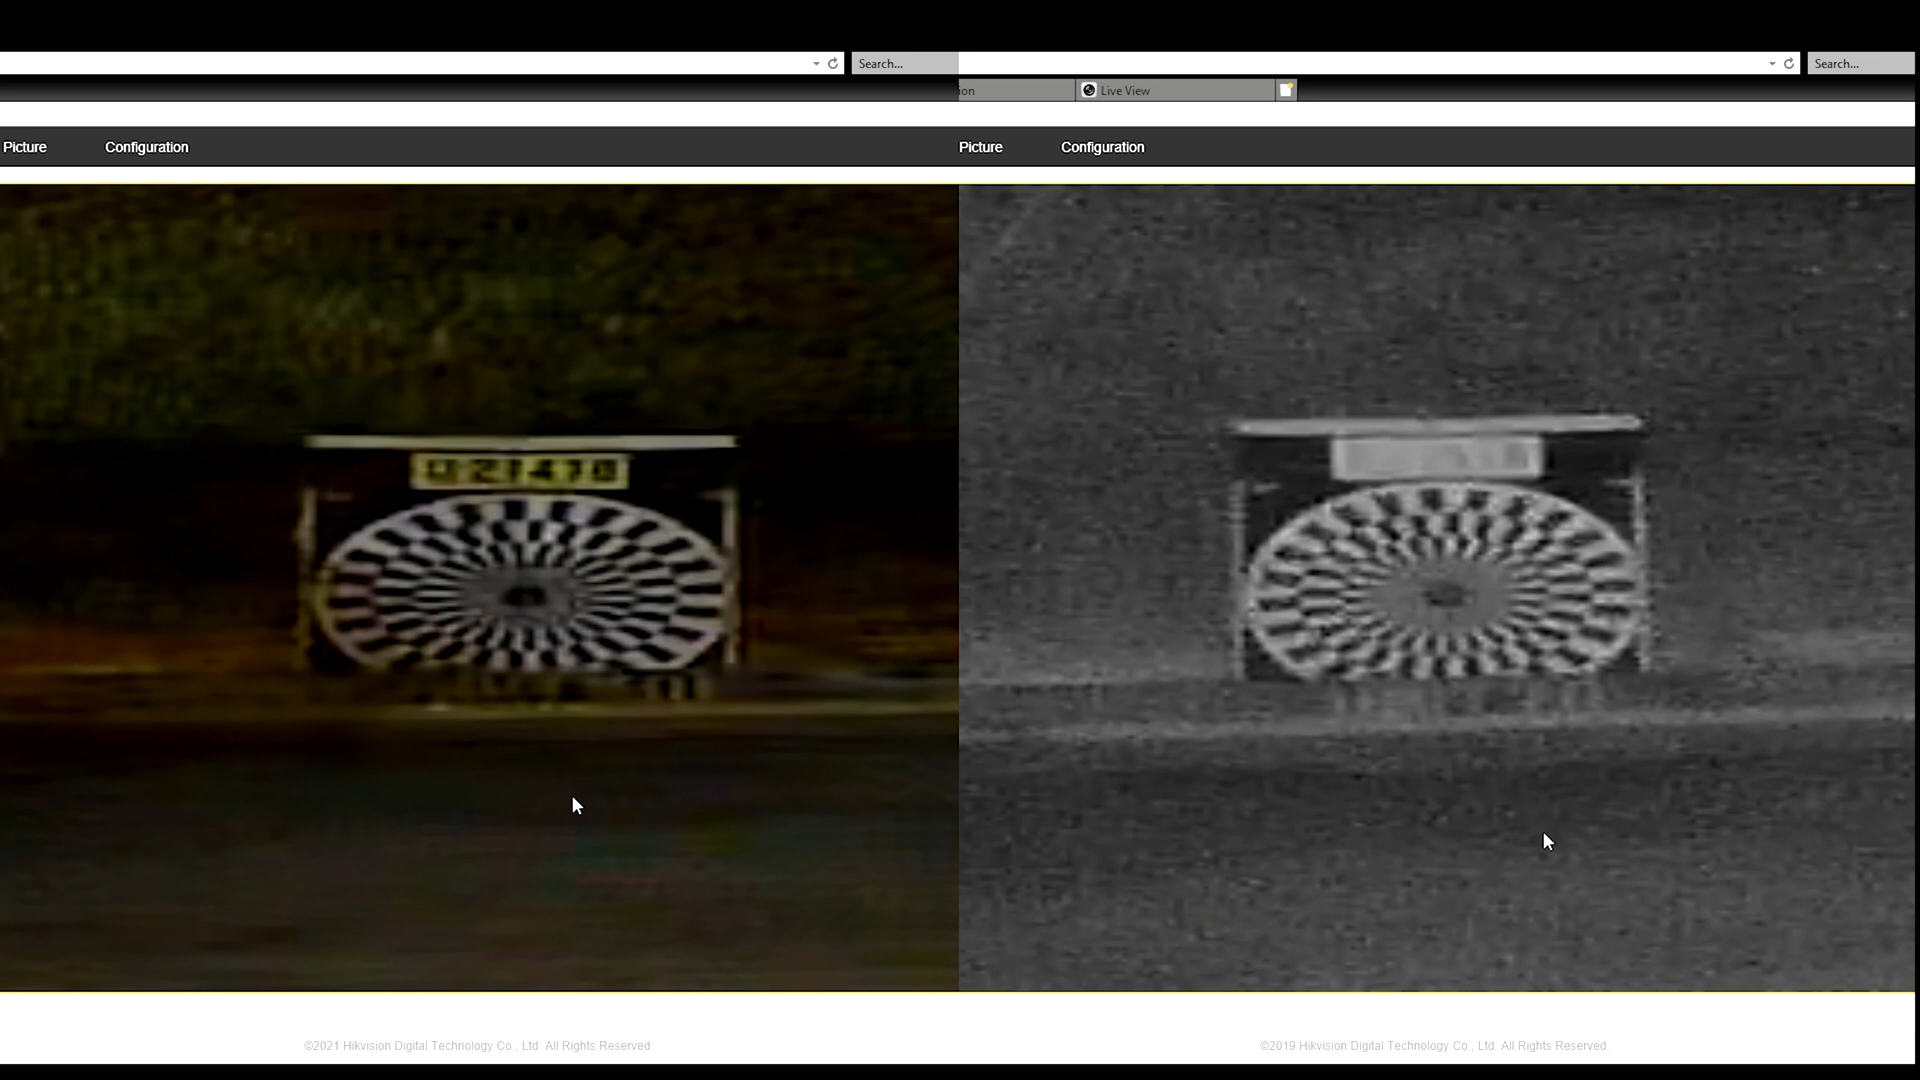 Search...
Search...
ion
Live View
Picture Configuration
Picture Configuration
©2021 Hikvision Digital Technology Co., Ltd. All Rights Reserved.
©2019 Hikvision Digital Technology Co., Ltd. All Rights Reserved.